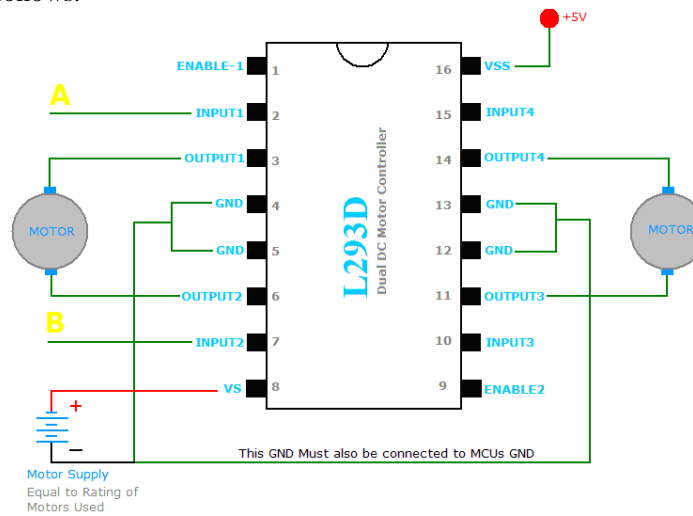 +5V
ENABLE-1
1
16
VSS
A
INPUT1
2
15
INPUT4
OUTPUT1
3
14
OUTPUT4
GND
4
13
GND
MOTOR
L293D
Dual DC Motor Controller
MOTOR
GND
5
12
GND
OUTPUT2
6
11
OUTPUT3
B
INPUT2
7
10
INPUT3
VS
8
9
ENABLE2
+
−
This GND Must also be connected to MCUs GND
Motor Supply
Equal to Rating of
Motors Used